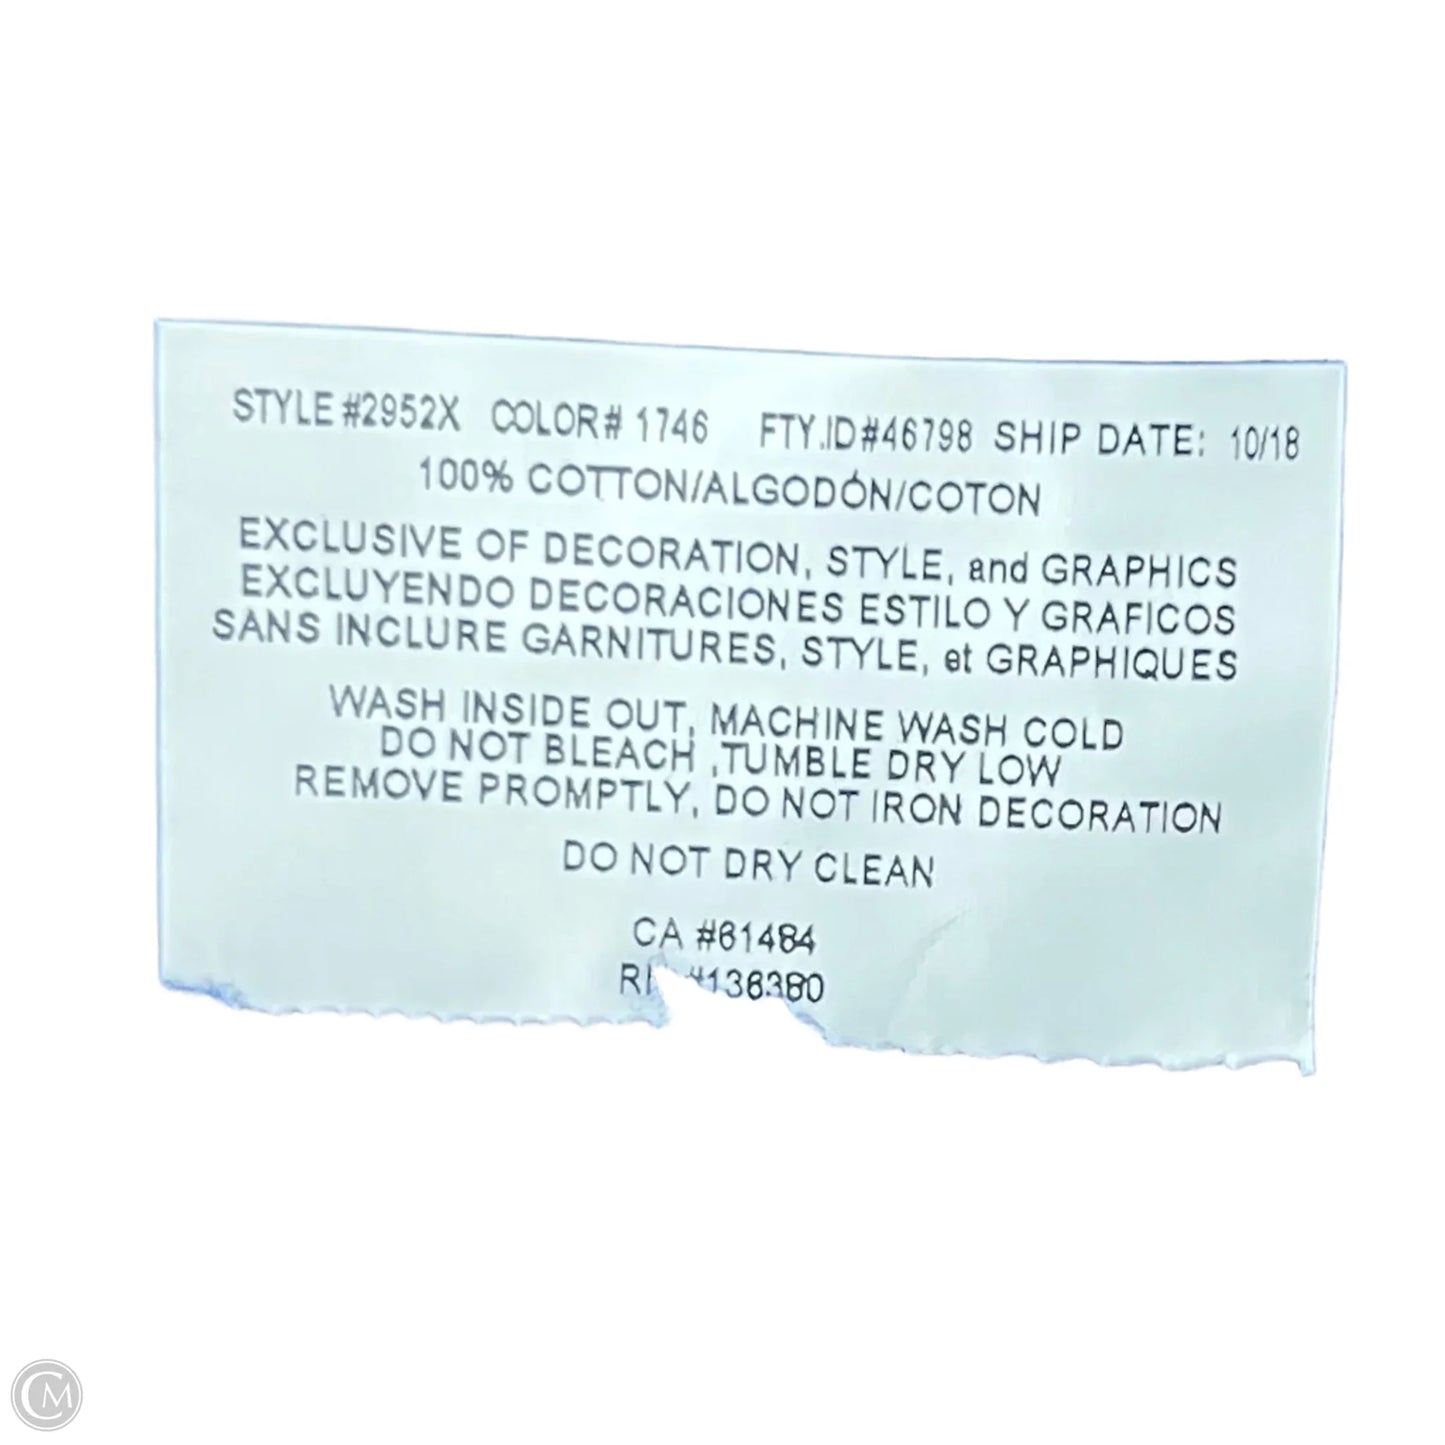 STYLE #2952X COLOR# 1746 FTY.ID#46798 SHIP DATE: 10/18
100% COTTON/ALGODÓN/COTON
EXCLUSIVE OF DECORATION, STYLE, and GRAPHICS
EXCLUYENDO DECORACIONES ESTILO Y GRAFICOS
SANS INCLURE GARNITURES, STYLE, et GRAPHIQUES
WASH INSIDE OUT, MACHINE WASH COLD
DO NOT BLEACH ,TUMBLE DRY LOW
REMOVE PROMPTLY, DO NOT IRON DECORATION
DO NOT DRY CLEAN
CA #61484
#136380
CM